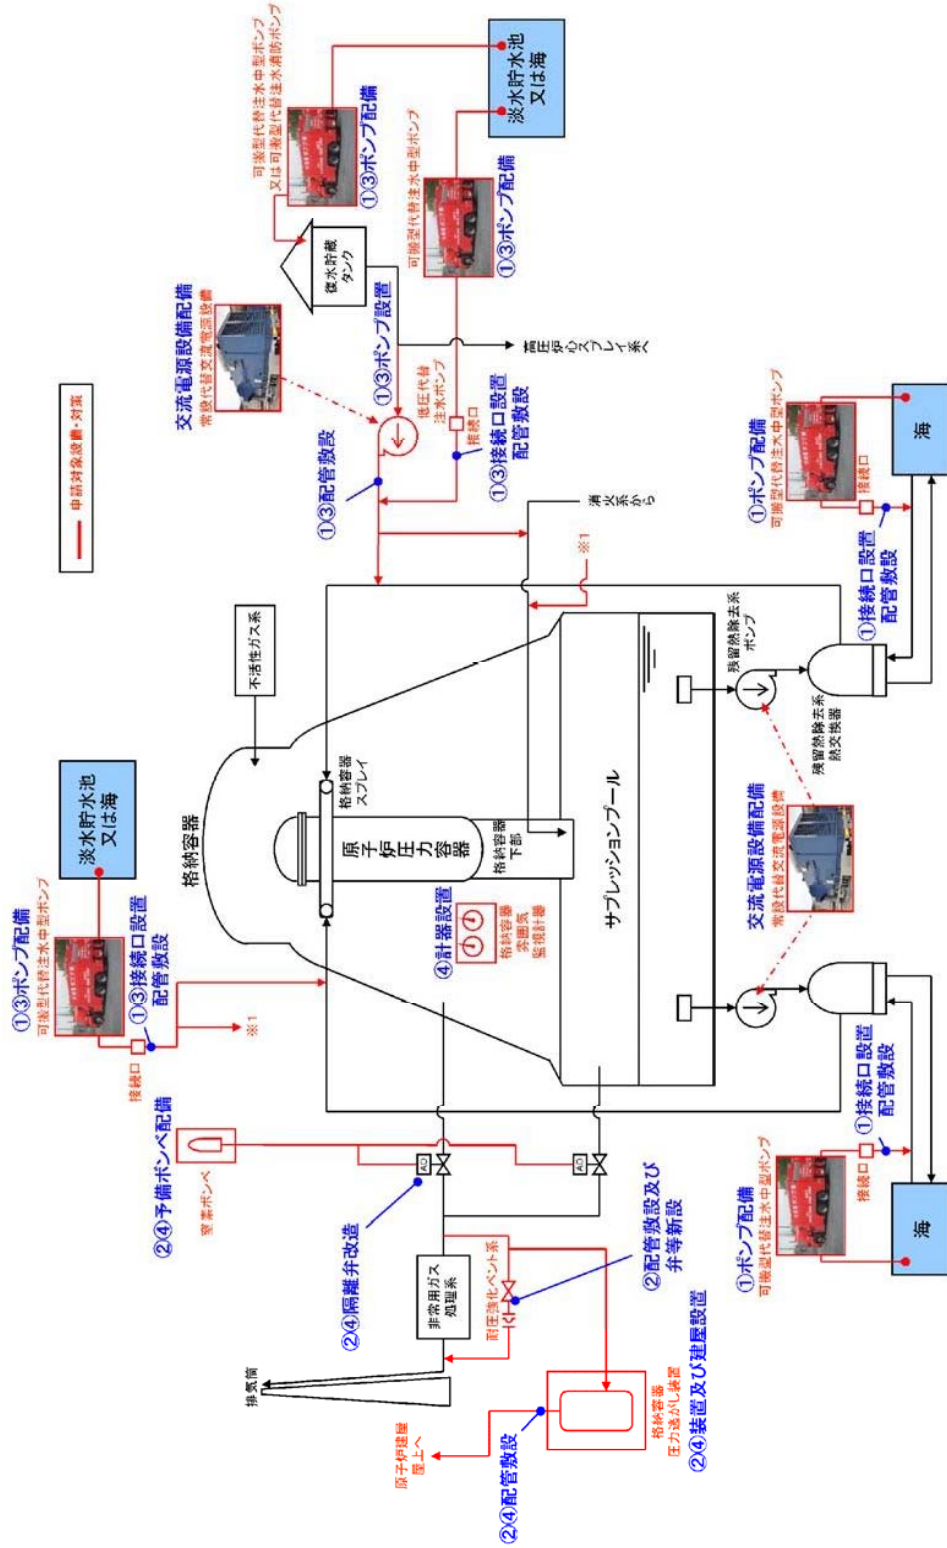 申請対象設備・対策
①③ポンプ配備
可搬型代替注水中型ポンプ
淡水貯水池
又は海
接続口
①③接続口設置
配管敷設
※1
格納容器
不活性ガス系
②④予備ボンベ配備
窒素ボンベ
AO
AO
②④隔離弁改造
排気筒
非常用ガス
処理系
耐圧強化ベント系
②配管敷設及び
弁等新設
原子炉建屋
屋上へ
②④配管敷設
格納容器
圧力逃がし装置
②④装置及び建屋設置
④計器設置
格納容器
雰囲気
監視計器
原子炉圧力容器
格納容器
スプレイ
格納容器
下部
サプレッションプール
交流電源設備配備
常設代替交流電源設備
①③配管敷設
①③ポンプ設置
低圧代替
注水ポンプ
復水貯蔵
タンク
可搬型代替注水中型ポンプ
又は可搬型代替注水消防ポンプ
①③ポンプ配備
淡水貯水池
又は海
可搬型代替注水中型ポンプ
①③ポンプ配備
高圧炉心スプレイ系へ
接続口
①③接続口設置
配管敷設
消火系から
※1
①ポンプ配備
可搬型代替注水中型ポンプ
接続口
①接続口設置
配管敷設
海
交流電源設備配備
常設代替交流電源設備
残留熱除去系
ポンプ
残留熱除去系
熱交換器
①ポンプ配備
可搬型代替注水中型ポンプ
接続口
①接続口設置
配管敷設
海